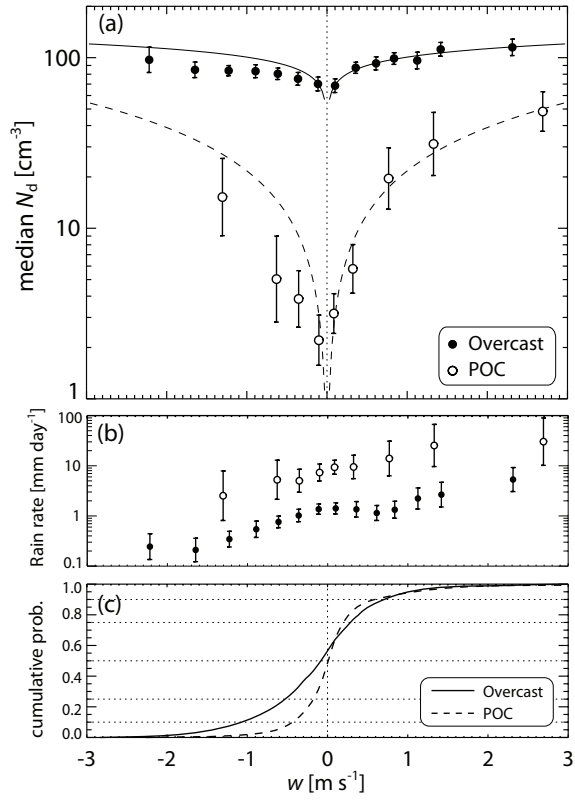 (a)
100
10
1
median N_d [cm⁻³]
Overcast
POC
(b)
100
10
1
0.1
Rain rate [mm day⁻¹]
(c)
1.0
0.8
0.6
0.4
0.2
0.0
cumulative prob.
Overcast
POC
-3 -2 -1 0 1 2 3
w [m s⁻¹]